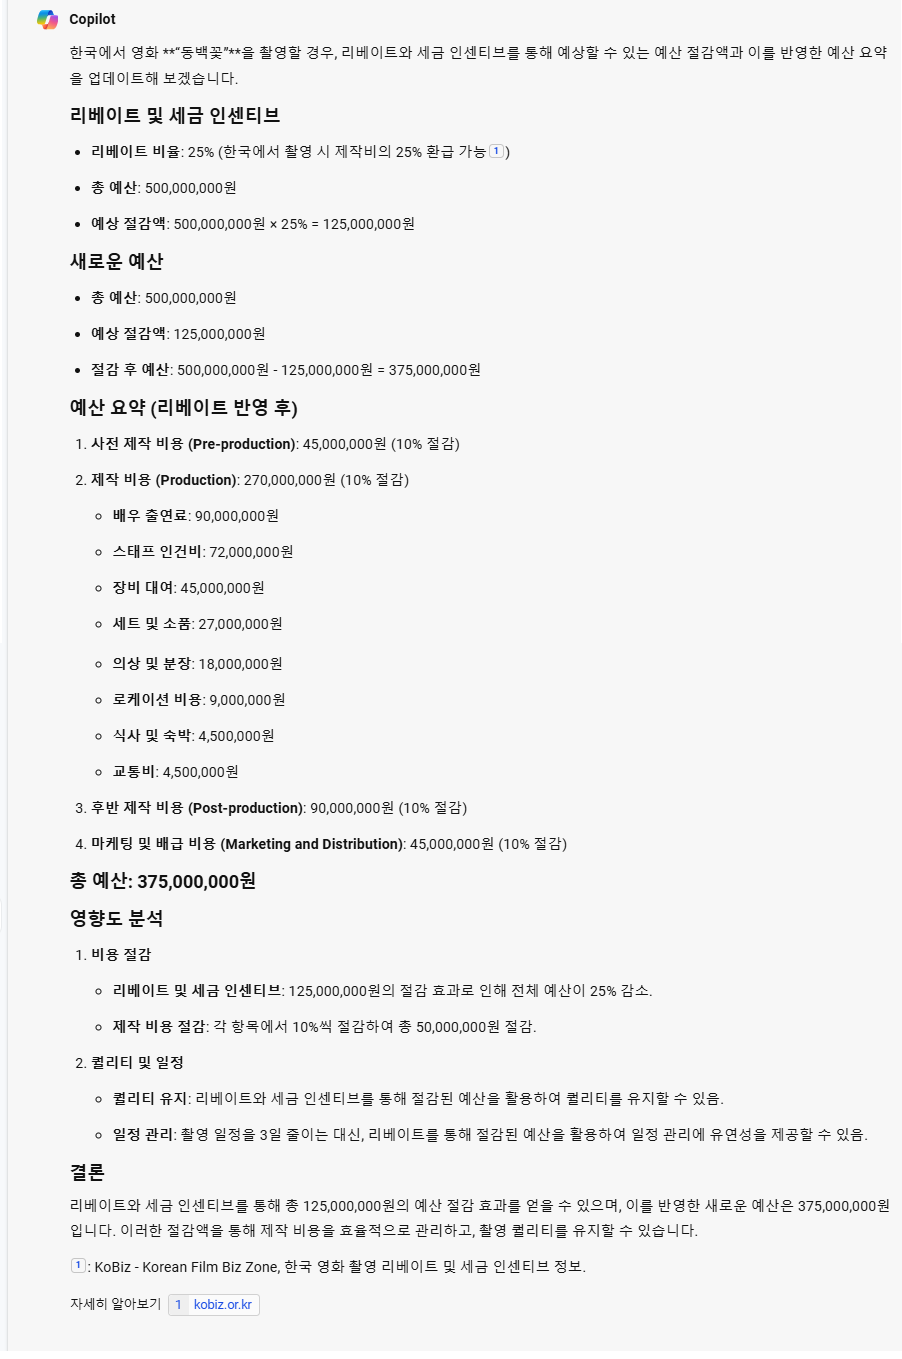 Copilot
한국에서 영화 **“동백꽃”**을 촬영할 경우, 리베이트와 세금 인센티브를 통해 예상할 수 있는 예산 절감액과 이를 반영한 예산 요약
을 업데이트해 보겠습니다.
리베이트 및 세금 인센티브
• 리베이트 비율: 25% (한국에서 촬영 시 제작비의 25% 환급 가능 1)
• 총 예산: 500,000,000원
• 예상 절감액: 500,000,000원 × 25% = 125,000,000원
새로운 예산
• 총 예산: 500,000,000원
• 예상 절감액: 125,000,000원
• 절감 후 예산: 500,000,000원 - 125,000,000원 = 375,000,000원
예산 요약 (리베이트 반영 후)
1. 사전 제작 비용 (Pre-production): 45,000,000원 (10% 절감)
2. 제작 비용 (Production): 270,000,000원 (10% 절감)
○ 배우 출연료: 90,000,000원
○ 스태프 인건비: 72,000,000원
○ 장비 대여: 45,000,000원
○ 세트 및 소품: 27,000,000원
○ 의상 및 분장: 18,000,000원
○ 로케이션 비용: 9,000,000원
○ 식사 및 숙박: 4,500,000원
○ 교통비: 4,500,000원
3. 후반 제작 비용 (Post-production): 90,000,000원 (10% 절감)
4. 마케팅 및 배급 비용 (Marketing and Distribution): 45,000,000원 (10% 절감)
총 예산: 375,000,000원
영향도 분석
1. 비용 절감
○ 리베이트 및 세금 인센티브: 125,000,000원의 절감 효과로 인해 전체 예산이 25% 감소.
○ 제작 비용 절감: 각 항목에서 10%씩 절감하여 총 50,000,000원 절감.
2. 퀄리티 및 일정
○ 퀄리티 유지: 리베이트와 세금 인센티브를 통해 절감된 예산을 활용하여 퀄리티를 유지할 수 있음.
○ 일정 관리: 촬영 일정을 3일 줄이는 대신, 리베이트를 통해 절감된 예산을 활용하여 일정 관리에 유연성을 제공할 수 있음.
결론
리베이트와 세금 인센티브를 통해 총 125,000,000원의 예산 절감 효과를 얻을 수 있으며, 이를 반영한 새로운 예산은 375,000,000원
입니다. 이러한 절감액을 통해 제작 비용을 효율적으로 관리하고, 촬영 퀄리티를 유지할 수 있습니다.
1: KoBiz - Korean Film Biz Zone, 한국 영화 촬영 리베이트 및 세금 인센티브 정보.
자세히 알아보기 1 kobiz.or.kr